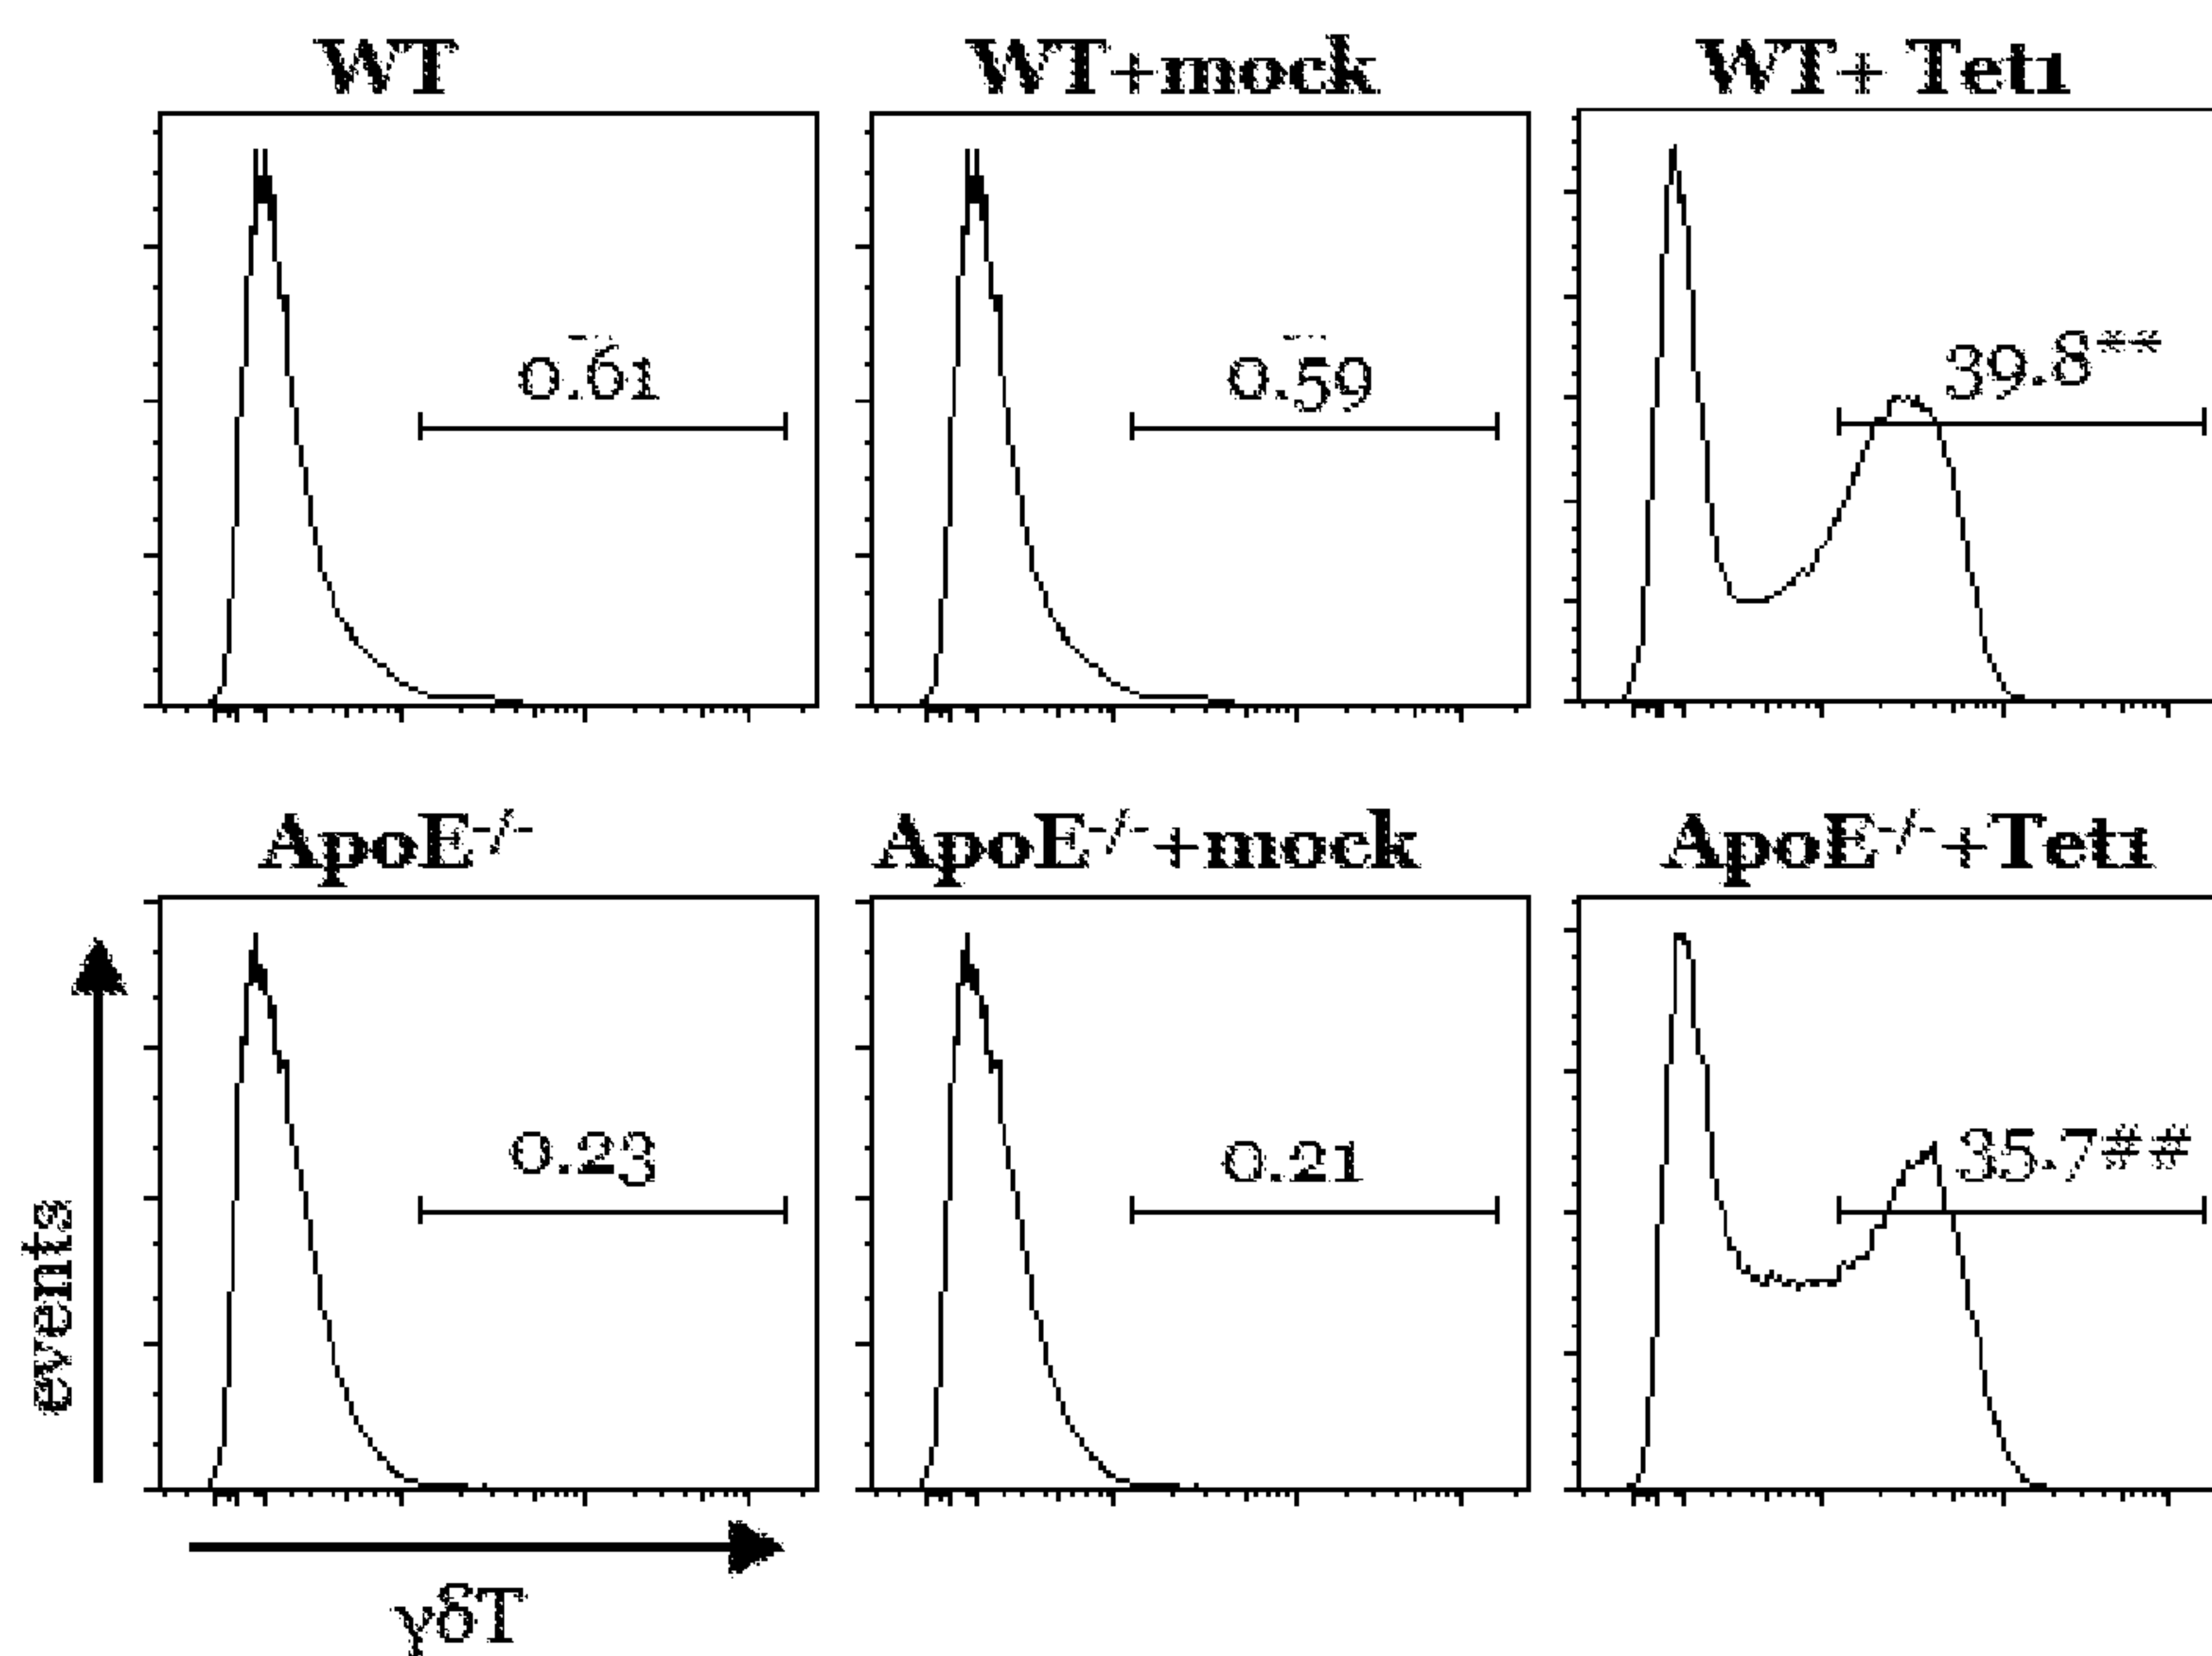 WT
WT+mock
WT+ Tet1
0.61
0.59
39.8##
ApoE-/-
ApoE-/-+mock
ApoE-/-+Tet1
0.23
0.21
35.7##
events
γδT